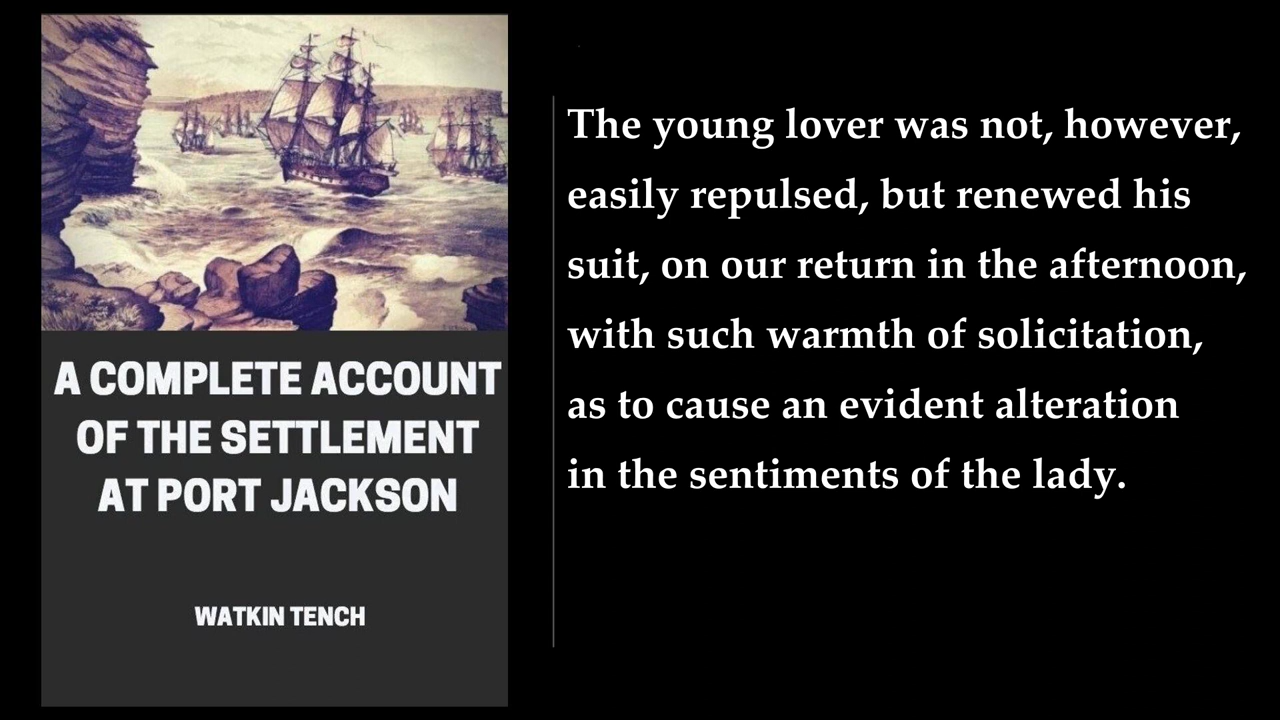 A COMPLETE ACCOUNT
OF THE SETTLEMENT
AT PORT JACKSON
WATKIN TENCH
The young lover was not, however,
easily repulsed, but renewed his
suit, on our return in the afternoon,
with such warmth of solicitation,
as to cause an evident alteration
in the sentiments of the lady.